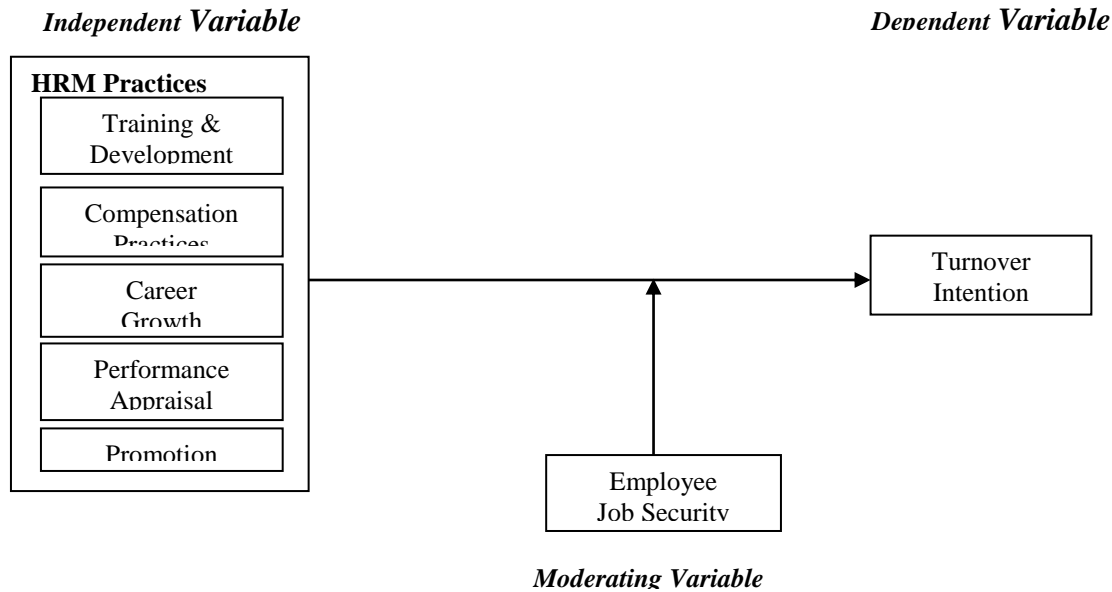 Independent Variable
Dependent Variable
HRM Practices
Training &
Development
Compensation
Practices
Career
Growth
Performance
Appraisal
Promotion
Turnover
Intention
Employee
Job Security
Moderating Variable